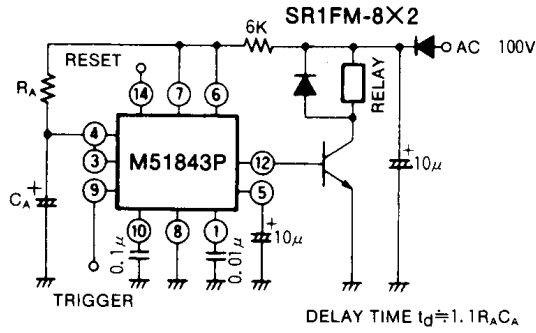 SR1FM-8×2
6K
AC 100V
RESET
RELAY
RA
14
7
6
4
3
9
M51843P
12
5
CA
+
10
8
1
+
10μ
+
10μ
0.1μ
0.01μ
TRIGGER
DELAY TIME td≒1.1RACA